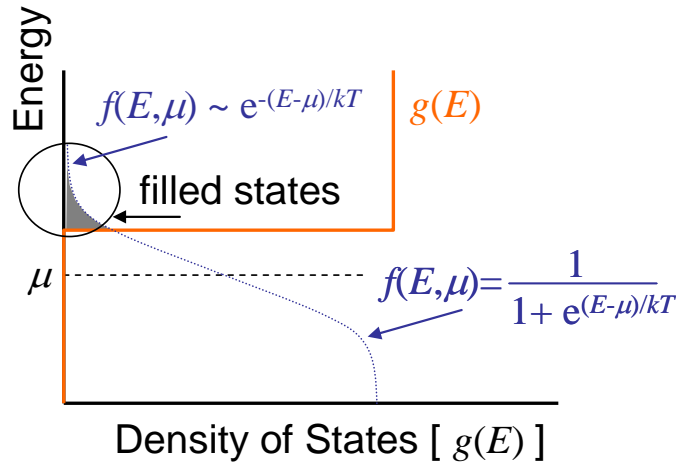 Energy
f(E,μ) ~ e^-(E-μ)/kT
g(E)
filled states
μ
f(E,μ)= 1 / 1+ e^(E-μ)/kT
Density of States [ g(E) ]